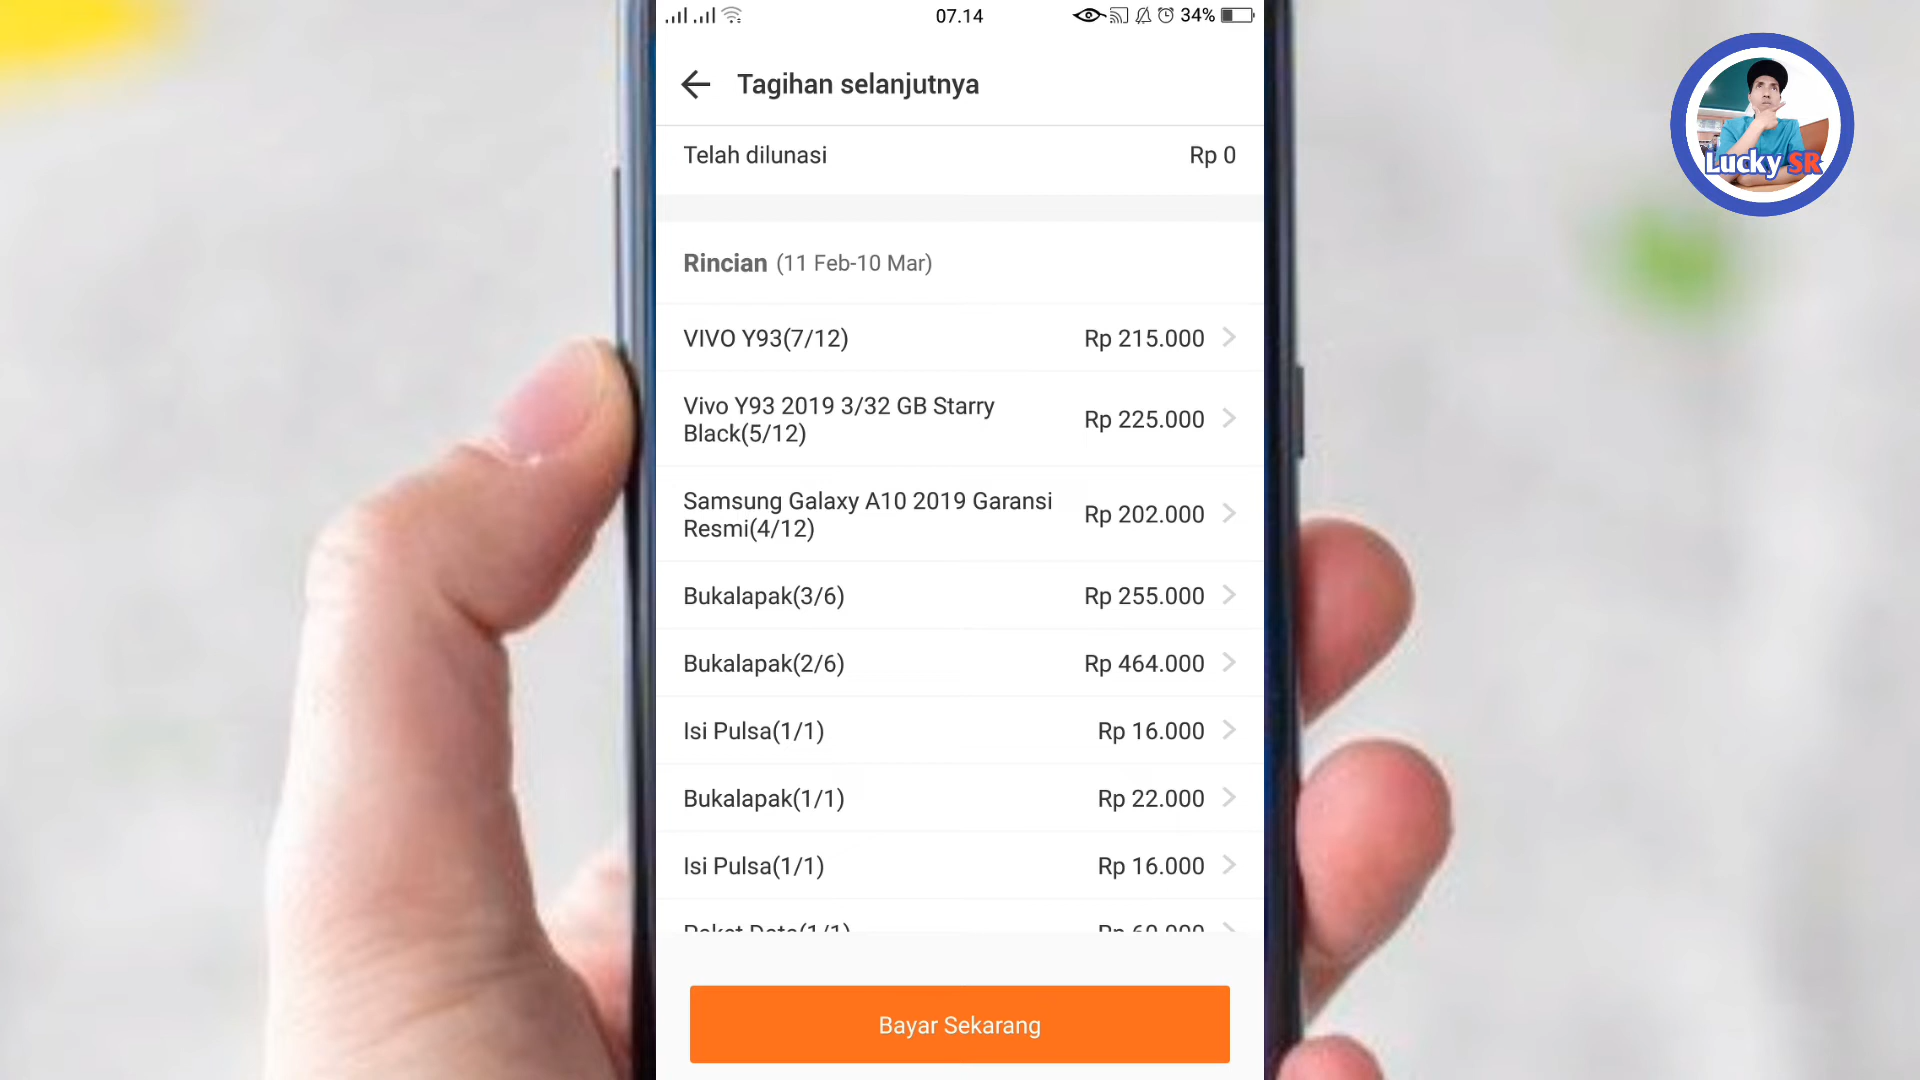 07.14
34%
Tagihan selanjutnya
Telah dilunasi Rp 0
Rincian (11 Feb-10 Mar)
VIVO Y93(7/12) Rp 215.000
Vivo Y93 2019 3/32 GB Starry
Black(5/12) Rp 225.000
Samsung Galaxy A10 2019 Garansi
Resmi(4/12) Rp 202.000
Bukalapak(3/6) Rp 255.000
Bukalapak(2/6) Rp 464.000
Isi Pulsa(1/1) Rp 16.000
Bukalapak(1/1) Rp 22.000
Isi Pulsa(1/1) Rp 16.000
Paket Data(1/1)
Bayar Sekarang
Lucky SR